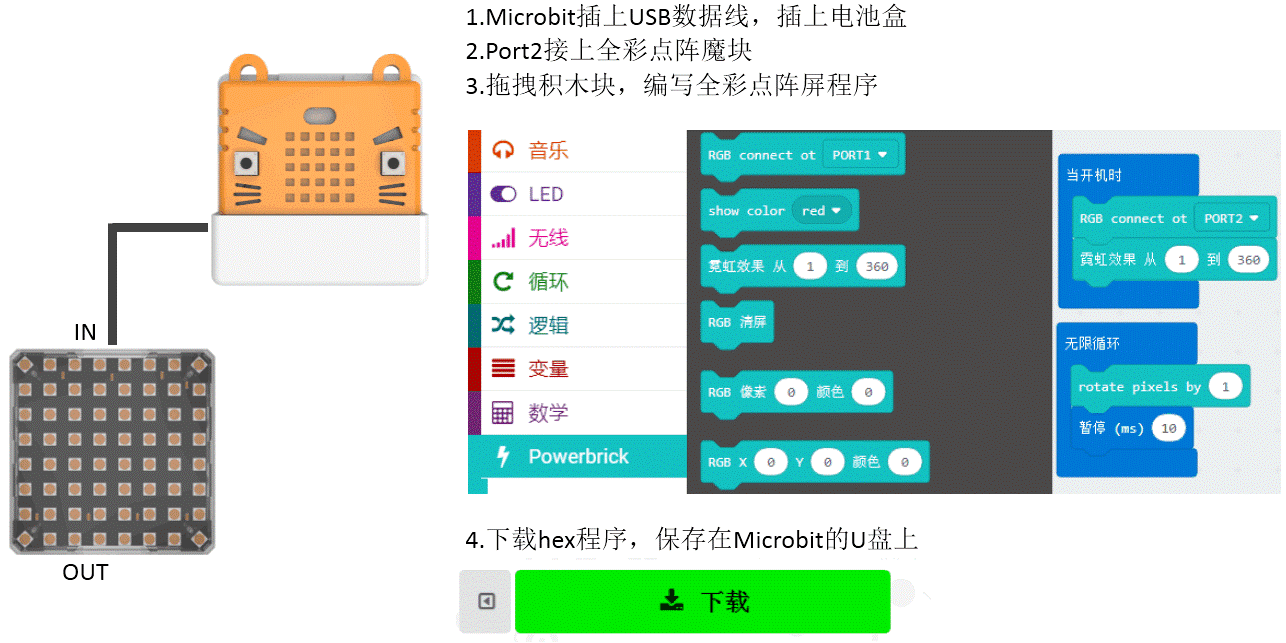 1.Microbit插上USB数据线，插上电池盒
2.Port2接上全彩点阵魔块
3.拖拽积木块，编写全彩点阵屏程序
IN
OUT
音乐
LED
无线
循环
逻辑
变量
数学
Powerbrick
RGB connect ot PORT1
show color red
霓虹效果 从 1 到 360
RGB 清屏
RGB 像素 0 颜色 0
RGB X 0 Y 0 颜色 0
当开机时
RGB connect ot PORT2
霓虹效果 从 1 到 360
无限循环
rotate pixels by 1
暂停 (ms) 10
4.下载hex程序，保存在Microbit的U盘上
下载